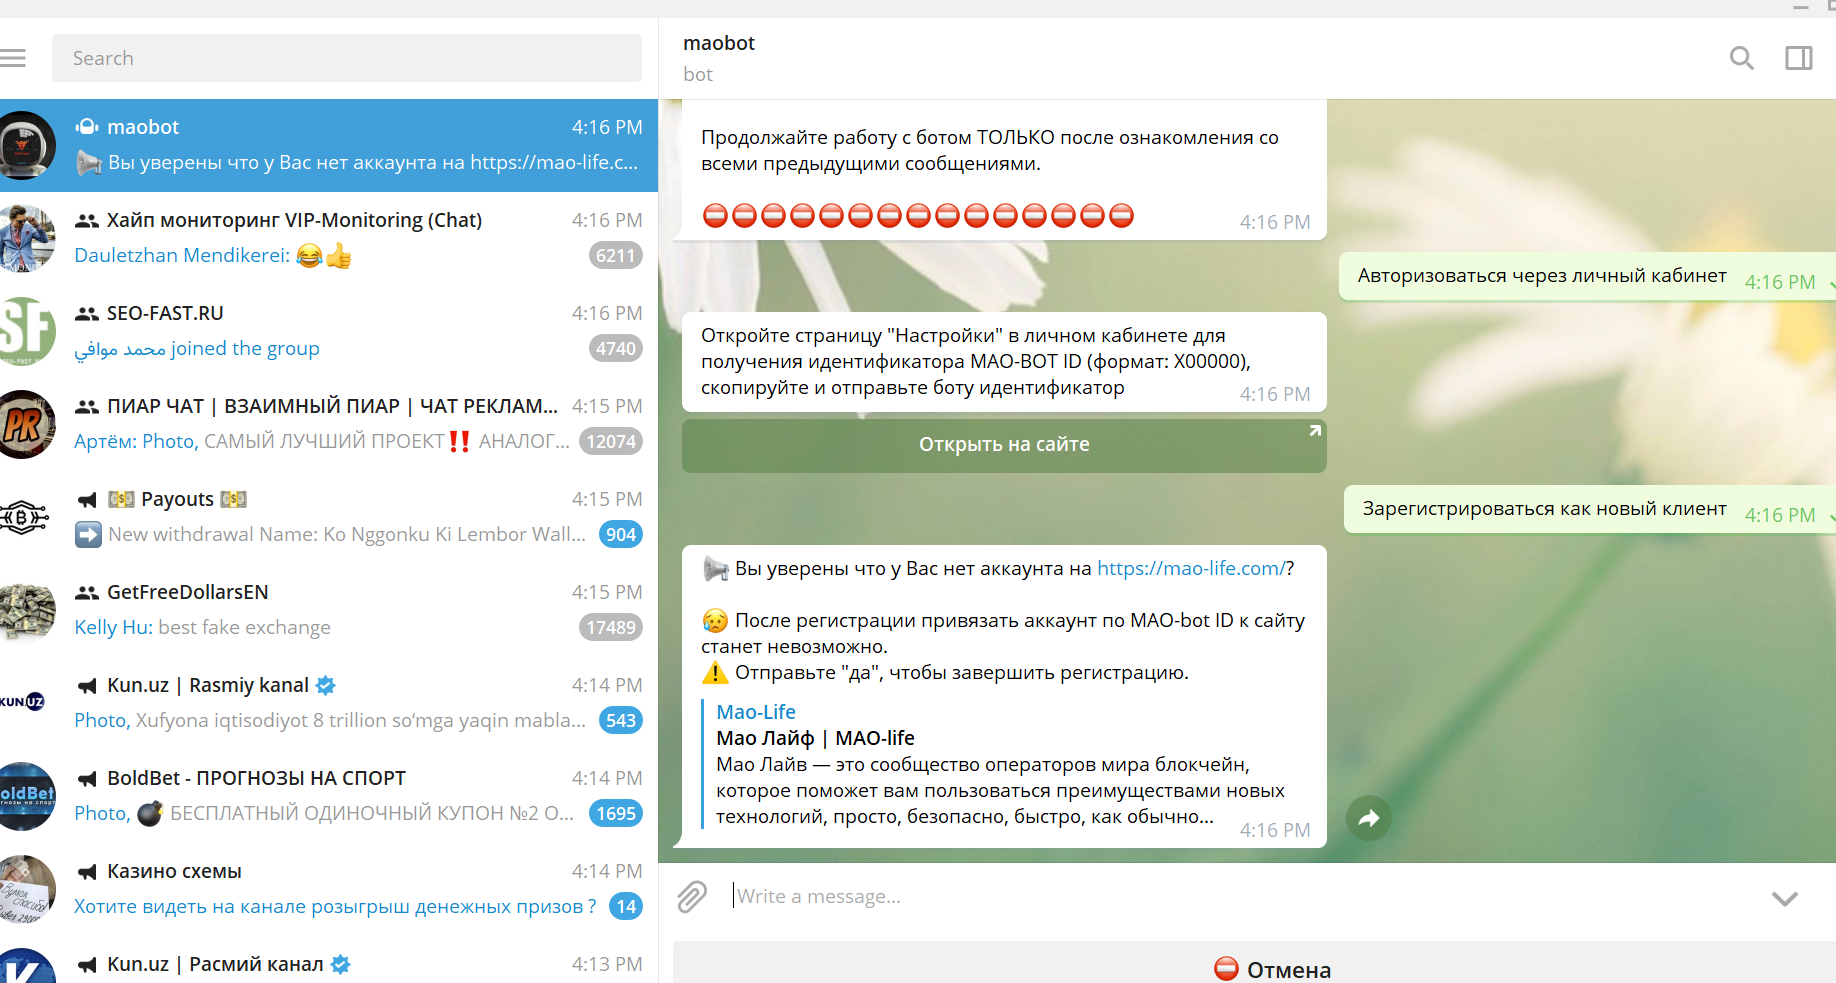 Search
maobot
4:16 PM
Вы уверены что у Вас нет аккаунта на https://mao-life.c...
Хайп мониторинг VIP-Monitoring (Chat)
4:16 PM
Dauletzhan Mendikerei: 😂👍
6211
SEO-FAST.RU
4:16 PM
محمد موافي joined the group
4740
ПИАР ЧАТ | ВЗАИМНЫЙ ПИАР | ЧАТ РЕКЛАМ...
4:15 PM
Артём: Photo, САМЫЙ ЛУЧШИЙ ПРОЕКТ‼️ АНАЛОГ...
12074
💵 Payouts 💵
4:15 PM
➡️ New withdrawal Name: Ko Nggonku Ki Lembor Wall...
904
GetFreeDollarsEN
4:15 PM
Kelly Hu: best fake exchange
17489
Kun.uz | Rasmiy kanal
4:14 PM
Photo, Xufyona iqtisodiyot 8 trillion so‘mga yaqin mabla...
543
BoldBet - ПРОГНОЗЫ НА СПОРТ
4:14 PM
Photo, 💣 БЕСПЛАТНЫЙ ОДИНОЧНЫЙ КУПОН №2 О...
1695
Казино схемы
4:14 PM
Хотите видеть на канале розыгрыш денежных призов ?
14
Kun.uz | Расмий канал
4:13 PM
SF
PR
KUN.UZ
oldBet
maobot
bot
Продолжайте работу с ботом ТОЛЬКО после ознакомления со
всеми предыдущими сообщениями.
⛔⛔⛔⛔⛔⛔⛔⛔⛔⛔⛔⛔⛔⛔⛔
4:16 PM
Авторизоваться через личный кабинет
4:16 PM
Откройте страницу "Настройки" в личном кабинете для
получения идентификатора MAO-BOT ID (формат: X00000),
скопируйте и отправьте боту идентификатор
4:16 PM
Открыть на сайте
Зарегистрироваться как новый клиент
4:16 PM
📢 Вы уверены что у Вас нет аккаунта на https://mao-life.com/?
😥 После регистрации привязать аккаунт по MAO-bot ID к сайту
станет невозможно.
⚠️ Отправьте "да", чтобы завершить регистрацию.
Mao-Life
Мао Лайф | MAO-life
Мао Лайв — это сообщество операторов мира блокчейн,
которое поможет вам пользоваться преимуществами новых
технологий, просто, безопасно, быстро, как обычно...
4:16 PM
Write a message...
⛔ Отмена